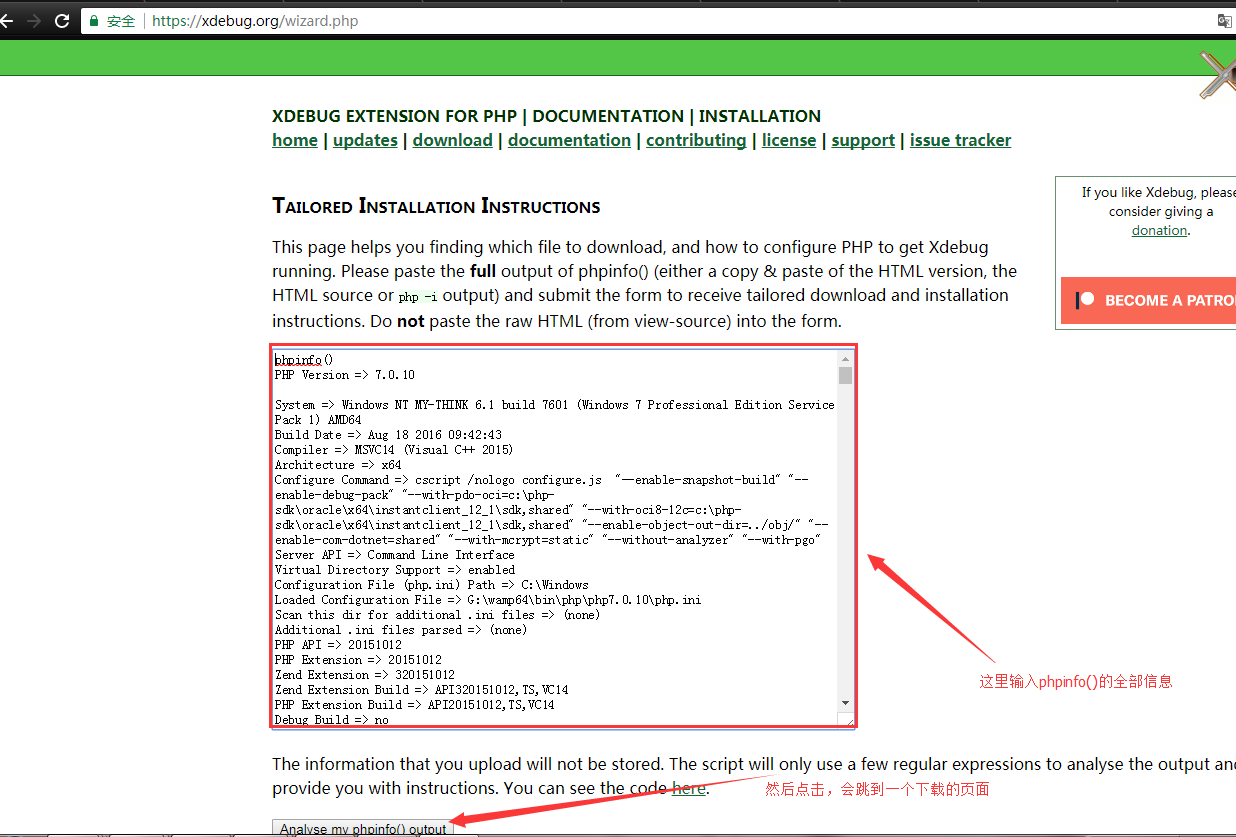 安全 https://xdebug.org/wizard.php
XDEBUG EXTENSION FOR PHP | DOCUMENTATION | INSTALLATION
home | updates | download | documentation | contributing | license | support | issue tracker
TAILORED INSTALLATION INSTRUCTIONS
This page helps you finding which file to download, and how to configure PHP to get Xdebug
running. Please paste the full output of phpinfo() (either a copy & paste of the HTML version, the
HTML source or php -i output) and submit the form to receive tailored download and installation
instructions. Do not paste the raw HTML (from view-source) into the form.
If you like Xdebug, please
consider giving a
donation.
BECOME A PATRO
phpinfo()
PHP Version => 7.0.10
System => Windows NT MY-THINK 6.1 build 7601 (Windows 7 Professional Edition Service
Pack 1) AMD64
Build Date => Aug 18 2016 09:42:43
Compiler => MSVC14 (Visual C++ 2015)
Architecture => x64
Configure Command => cscript /nologo configure.js  "--enable-snapshot-build" "--
enable-debug-pack" "--with-pdo-oci=c:\php-
sdk\oracle\x64\instantclient_12_1\sdk,shared" "--with-oci8-12c=c:\php-
sdk\oracle\x64\instantclient_12_1\sdk,shared" "--enable-object-out-dir=../obj/" "--
enable-com-dotnet=shared" "--with-mcrypt=static" "--without-analyzer" "--with-pgo"
Server API => Command Line Interface
Virtual Directory Support => enabled
Configuration File (php.ini) Path => C:\Windows
Loaded Configuration File => G:\wamp64\bin\php\php7.0.10\php.ini
Scan this dir for additional .ini files => (none)
Additional .ini files parsed => (none)
PHP API => 20151012
PHP Extension => 20151012
Zend Extension => 320151012
Zend Extension Build => API320151012,TS,VC14
PHP Extension Build => API20151012,TS,VC14
Debug Build => no
这里输入phpinfo()的全部信息
The information that you upload will not be stored. The script will only use a few regular expressions to analyse the output and
provide you with instructions. You can see the code here.
然后点击，会跳到一个下载的页面
Analyse my phpinfo() output